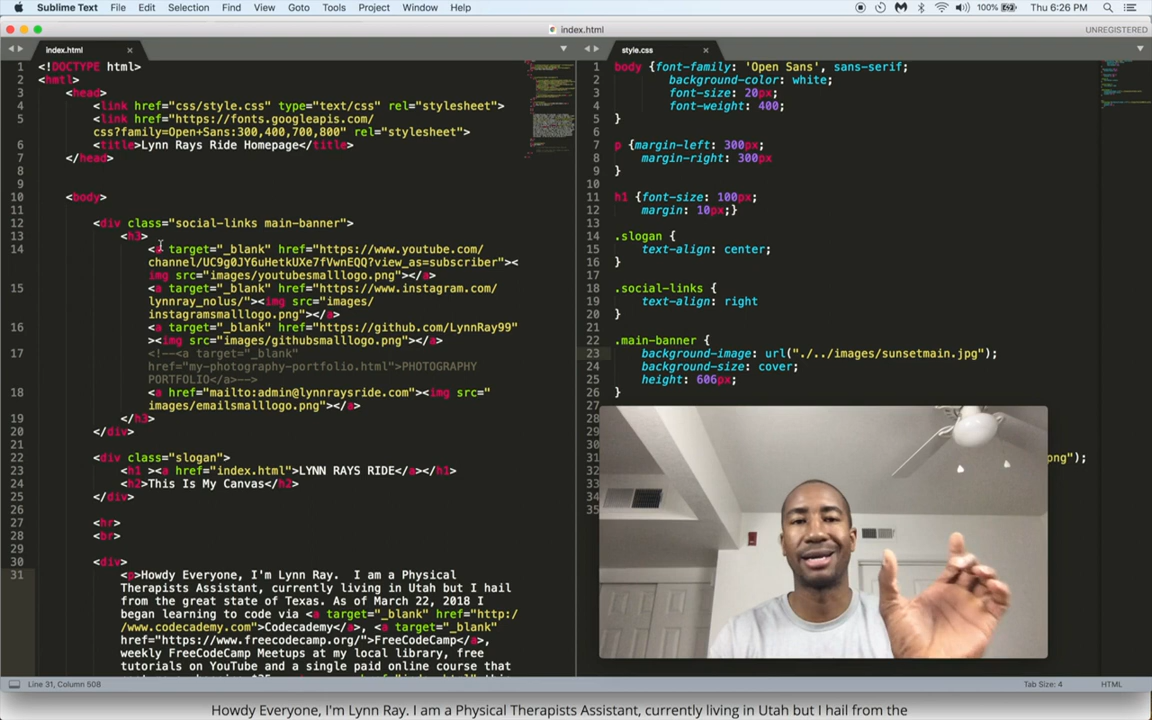 Sublime Text File Edit Selection Find View Goto Tools Project Window Help 100% Thu 6:26 PM
index.html UNREGISTERED
index.html
1 <!DOCTYPE html>
2 <hmtl>
3 <head>
4 <link href="css/style.css" type="text/css" rel="stylesheet">
5 <link href="https://fonts.googleapis.com/
css?family=Open+Sans:300,400,700,800" rel="stylesheet">
6 <title>Lynn Rays Ride Homepage</title>
7 </head>
8
9
10 <body>
11
12 <div class="social-links main-banner">
13 <h3>
14 <a target="_blank" href="https://www.youtube.com/
channel/UC9g0JY6uHetkUXe7fVwnEQQ?view_as=subscriber"><
img src="images/youtubesmalllogo.png"></a>
15 <a target="_blank" href="https://www.instagram.com/
lynnray_nolus/"><img src="images/
instagramsmalllogo.png"></a>
16 <a target="_blank" href="https://github.com/LynnRay99"
><img src="images/githubsmalllogo.png"></a>
17 <!--<a target="_blank"
href="my-photography-portfolio.html">PHOTOGRAPHY
PORTFOLIO</a>-->
18 <a href="mailto:admin@lynnraysride.com"><img src="
images/emailsmalllogo.png"></a>
19 </h3>
20 </div>
21
22 <div class="slogan">
23 <h1 ><a href="index.html">LYNN RAYS RIDE</a></h1>
24 <h2>This Is My Canvas</h2>
25 </div>
26
27 <hr>
28 <br>
29
30 <div>
31 <p>Howdy Everyone, I'm Lynn Ray.  I am a Physical
Therapists Assistant, currently living in Utah but I hail
from the great state of Texas. As of March 22, 2018 I
began learning to code via <a target="_blank" href="http:/
/www.codecademy.com">Codecademy</a>, <a target="_blank"
href="https://www.freecodecamp.org/">FreeCodeCamp</a>,
weekly FreeCodeCamp Meetups at my local library, free
tutorials on YouTube and a single paid online course that
style.css
1 body {font-family: 'Open Sans', sans-serif;
2 background-color: white;
3 font-size: 20px;
4 font-weight: 400;
5 }
6
7 p {margin-left: 300px;
8 margin-right: 300px
9 }
10
11 h1 {font-size: 100px;
12 margin: 10px;}
13
14 .slogan {
15 text-align: center;
16 }
17
18 .social-links {
19 text-align: right
20 }
21
22 .main-banner {
23 background-image: url("./../images/sunsetmain.jpg");
24 background-size: cover;
25 height: 606px;
26 }
27
28
29
30
31 png");
32
33
34
35
Line 31, Column 508 Tab Size: 4 HTML
Howdy Everyone, I'm Lynn Ray. I am a Physical Therapists Assistant, currently living in Utah but I hail from the